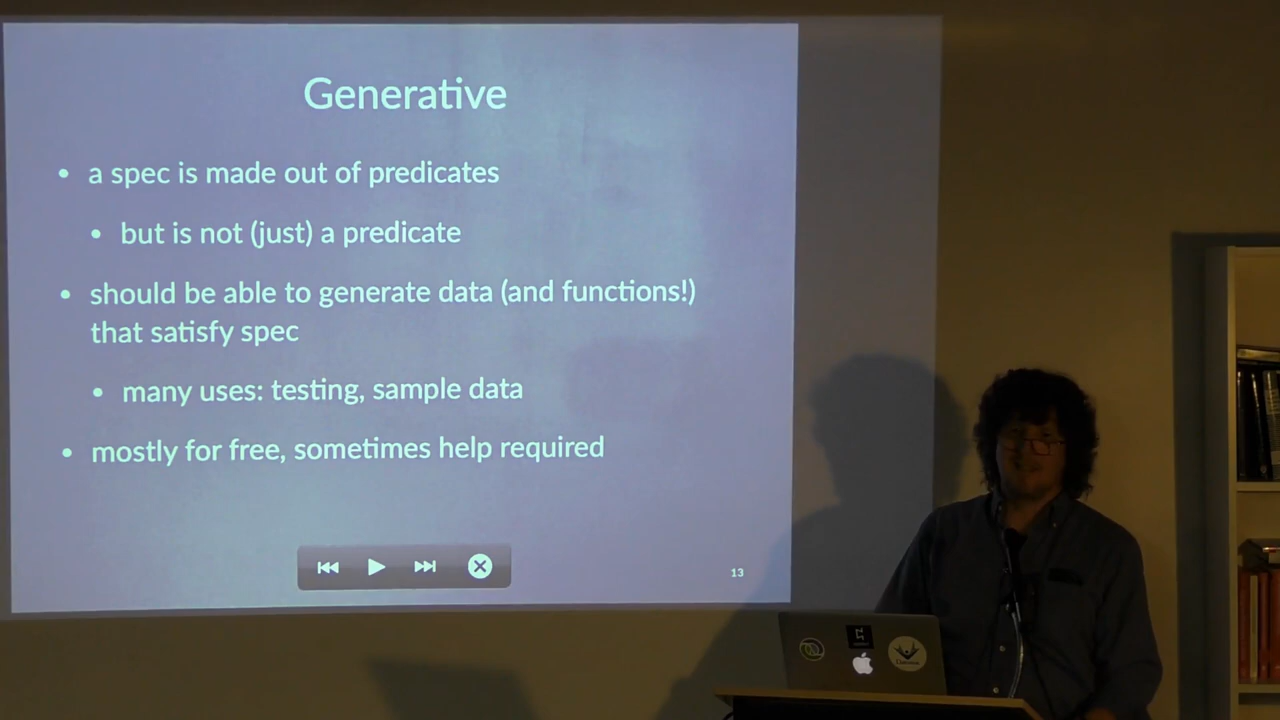 Generative
• a spec is made out of predicates
• but is not (just) a predicate
• should be able to generate data (and functions!)
that satisfy spec
• many uses: testing, sample data
• mostly for free, sometimes help required
13